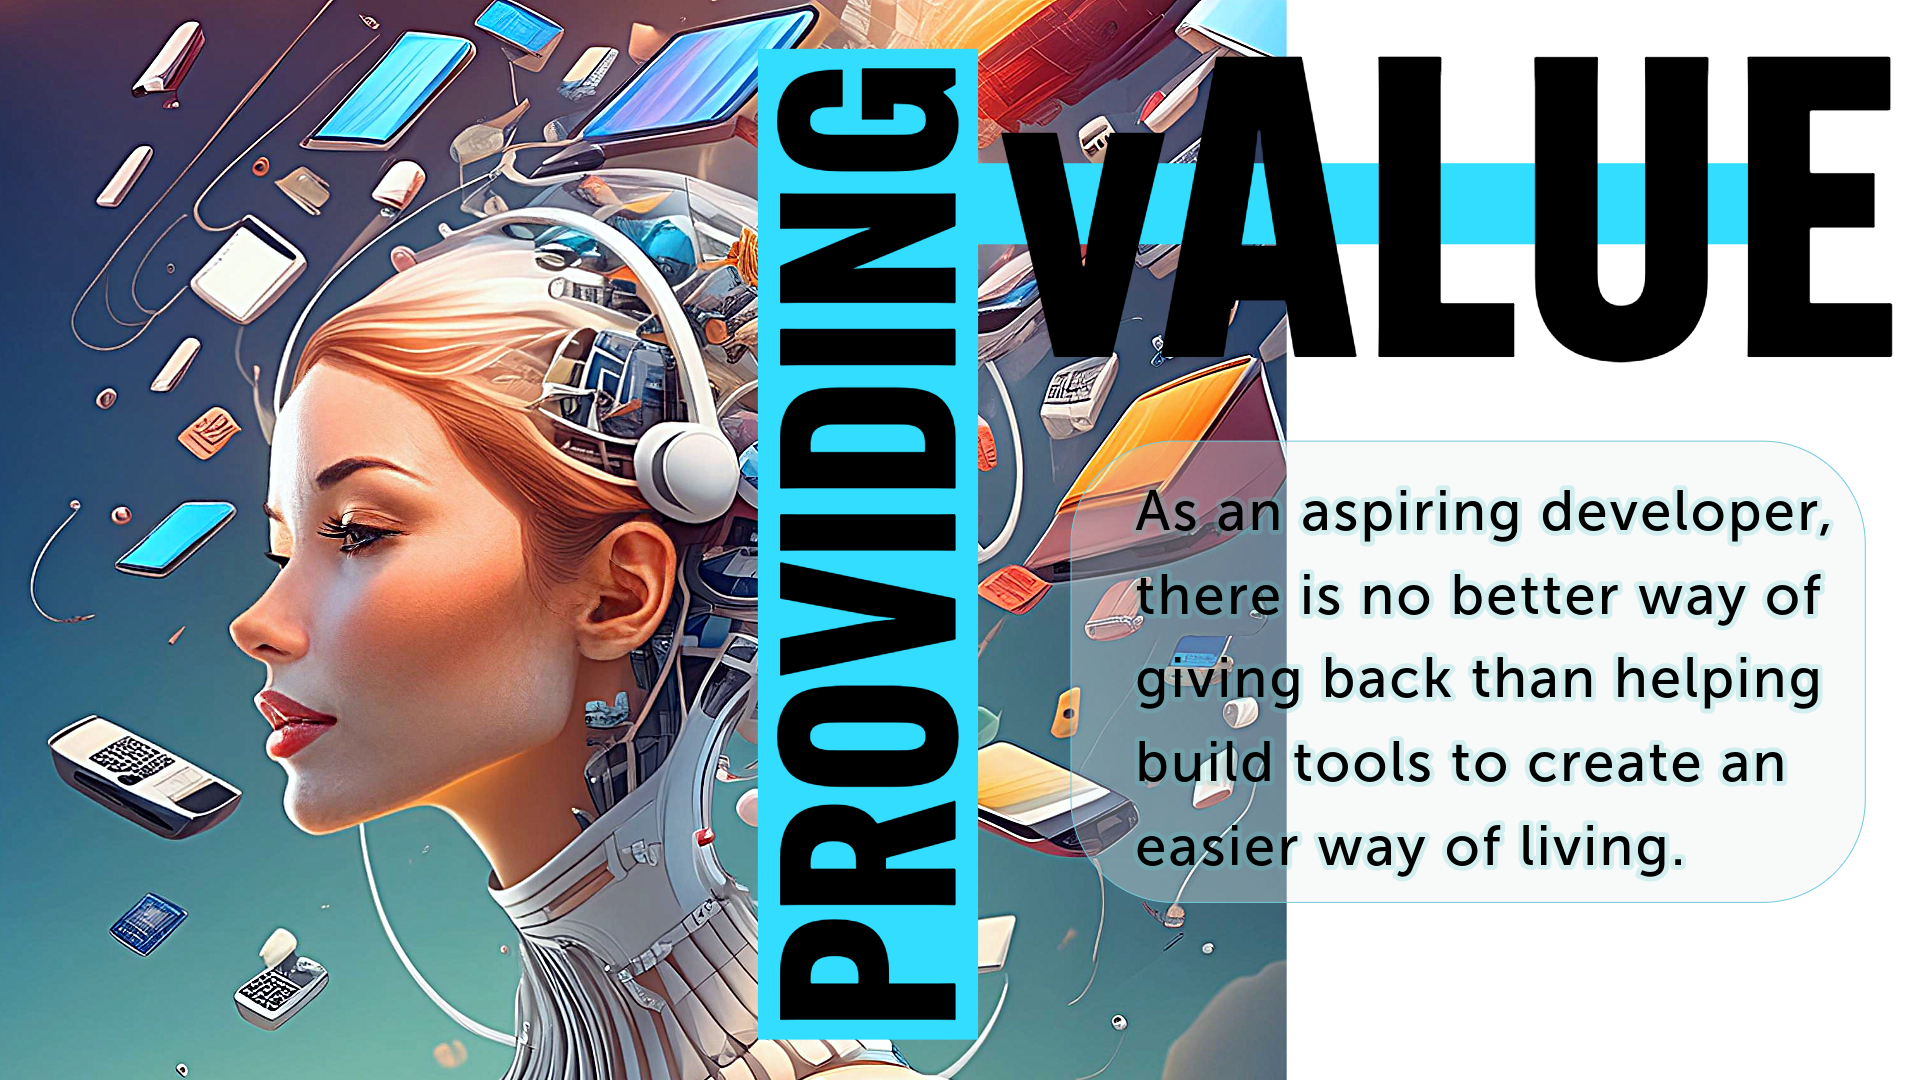 PROVIDING
vALUE
As an aspiring developer,
there is no better way of
giving back than helping
build tools to create an
easier way of living.